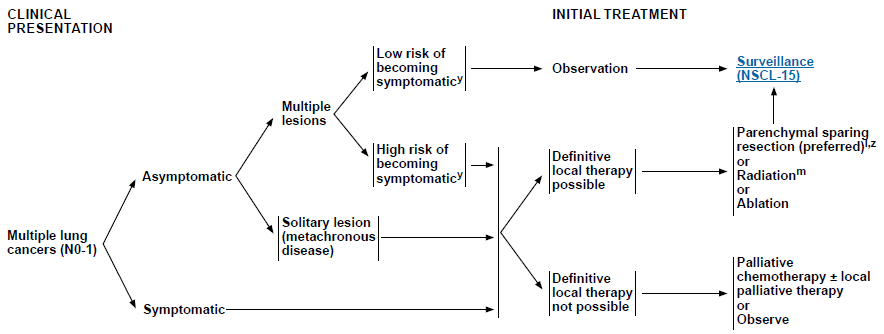 CLINICAL
PRESENTATION
INITIAL TREATMENT
Low risk of
becoming
symptomaticʸ
Observation
Surveillance
(NSCL-15)
Multiple
lesions
High risk of
becoming
symptomaticʸ
Asymptomatic
Definitive
local therapy
possible
Parenchymal sparing
resection (preferred)ˡ,ᶻ
or
Radiationᵐ
or
Ablation
Solitary lesion
(metachronous
disease)
Multiple lung
cancers (N0-1)
Symptomatic
Definitive
local therapy
not possible
Palliative
chemotherapy ± local
palliative therapy
or
Observe